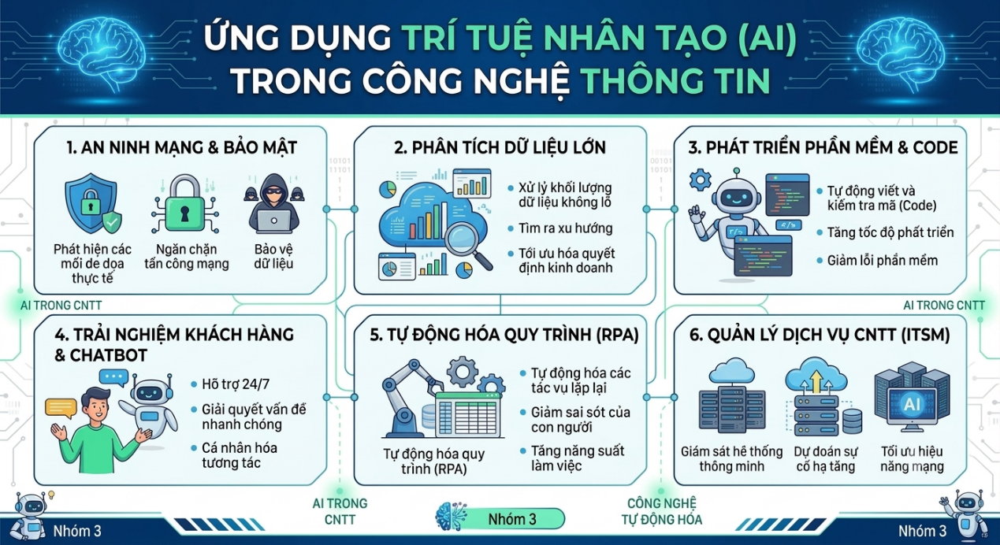 ỨNG DỤNG TRÍ TUỆ NHÂN TẠO (AI)
TRONG CÔNG NGHỆ THÔNG TIN
1. AN NINH MẠNG & BẢO MẬT
Phát hiện các
mối đe dọa
thực tế
Ngăn chặn
tấn công mạng
Bảo vệ
dữ liệu
2. PHÂN TÍCH DỮ LIỆU LỚN
Xử lý khối lượng
dữ liệu khổng lồ
Tìm ra xu hướng
Tối ưu hóa quyết
định kinh doanh
10101
11101
00101
3. PHÁT TRIỂN PHẦN MỀM & CODE
Tự động viết và
kiểm tra mã (Code)
Tăng tốc độ phát triển
Giảm lỗi phần mềm
AI TRONG CNTT
AI TRONG CNTT
4. TRẢI NGHIỆM KHÁCH HÀNG
& CHATBOT
Hỗ trợ 24/7
Giải quyết vấn đề
nhanh chóng
Cá nhân hóa
tương tác
5. TỰ ĐỘNG HÓA QUY TRÌNH (RPA)
Tự động hóa quy
trình (RPA)
Tự động hóa các
tác vụ lặp lại
Giảm sai sót của
con người
Tăng năng suất
làm việc
6. QUẢN LÝ DỊCH VỤ CNTT (ITSM)
AI
Giám sát hệ thống
thông minh
Dự đoán sự
cố hạ tầng
Tối ưu hiệu
năng mạng
AI TRONG
CNTT
CÔNG NGHỆ
TỰ ĐỘNG HÓA
Nhóm 3
Nhóm 3
Nhóm 3